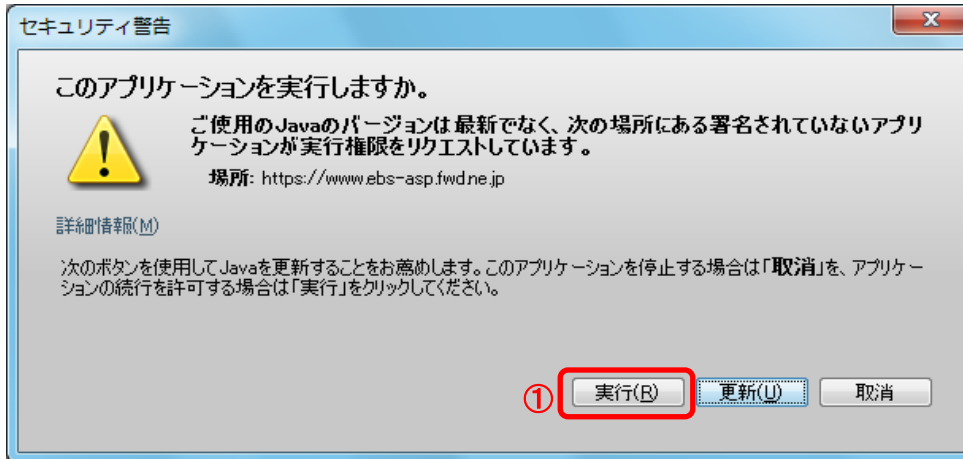 セキュリティ警告
このアプリケーションを実行しますか。
ご使用のJavaのバージョンは最新でなく、次の場所にある署名されていないアプリ
ケーションが実行権限をリクエストしています。
場所: https://www.ebs-asp.fwd.ne.jp
詳細情報(M)
次のボタンを使用してJavaを更新することをお薦めします。このアプリケーションを停止する場合は「取消」を、アプリケー
ションの続行を許可する場合は「実行」をクリックしてください。
① 実行(R) 更新(U) 取消